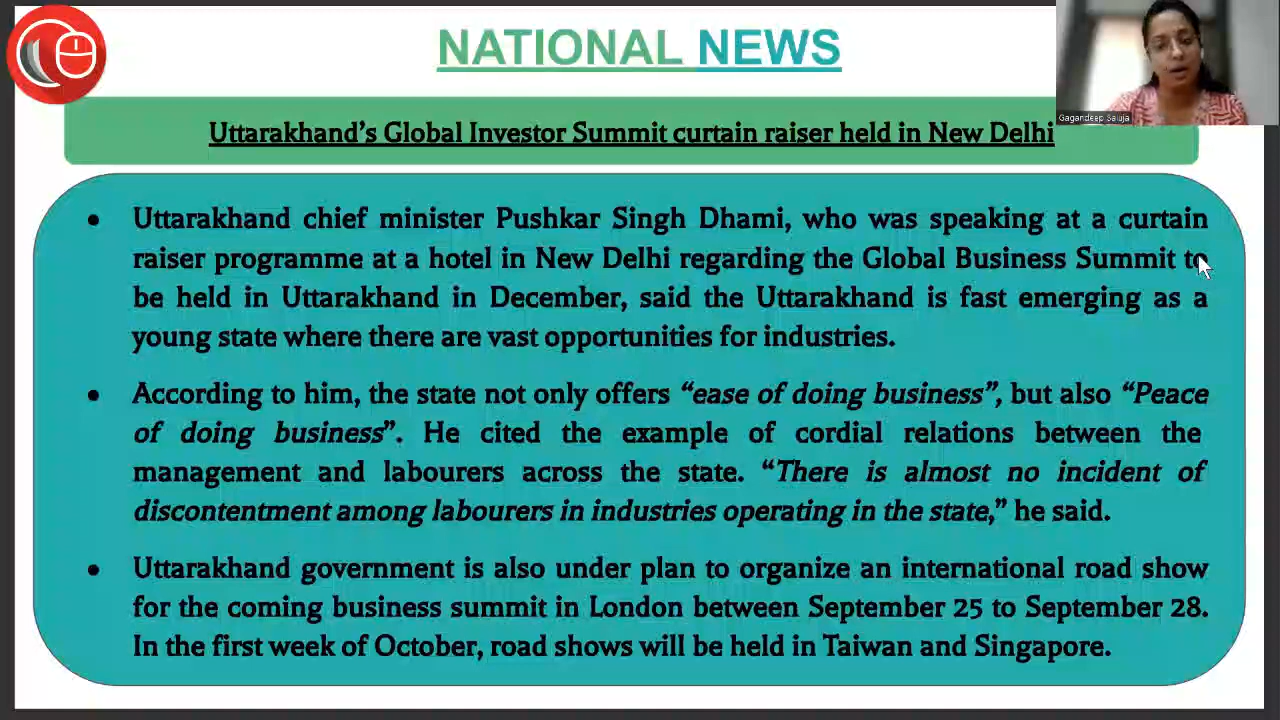 NATIONAL NEWS
Gagandeep Saluja
Uttarakhand's Global Investor Summit curtain raiser held in New Delhi
• Uttarakhand chief minister Pushkar Singh Dhami, who was speaking at a curtain
raiser programme at a hotel in New Delhi regarding the Global Business Summit to
be held in Uttarakhand in December, said the Uttarakhand is fast emerging as a
young state where there are vast opportunities for industries.
• According to him, the state not only offers “ease of doing business”, but also “Peace
of doing business”. He cited the example of cordial relations between the
management and labourers across the state. “There is almost no incident of
discontentment among labourers in industries operating in the state,” he said.
• Uttarakhand government is also under plan to organize an international road show
for the coming business summit in London between September 25 to September 28.
In the first week of October, road shows will be held in Taiwan and Singapore.